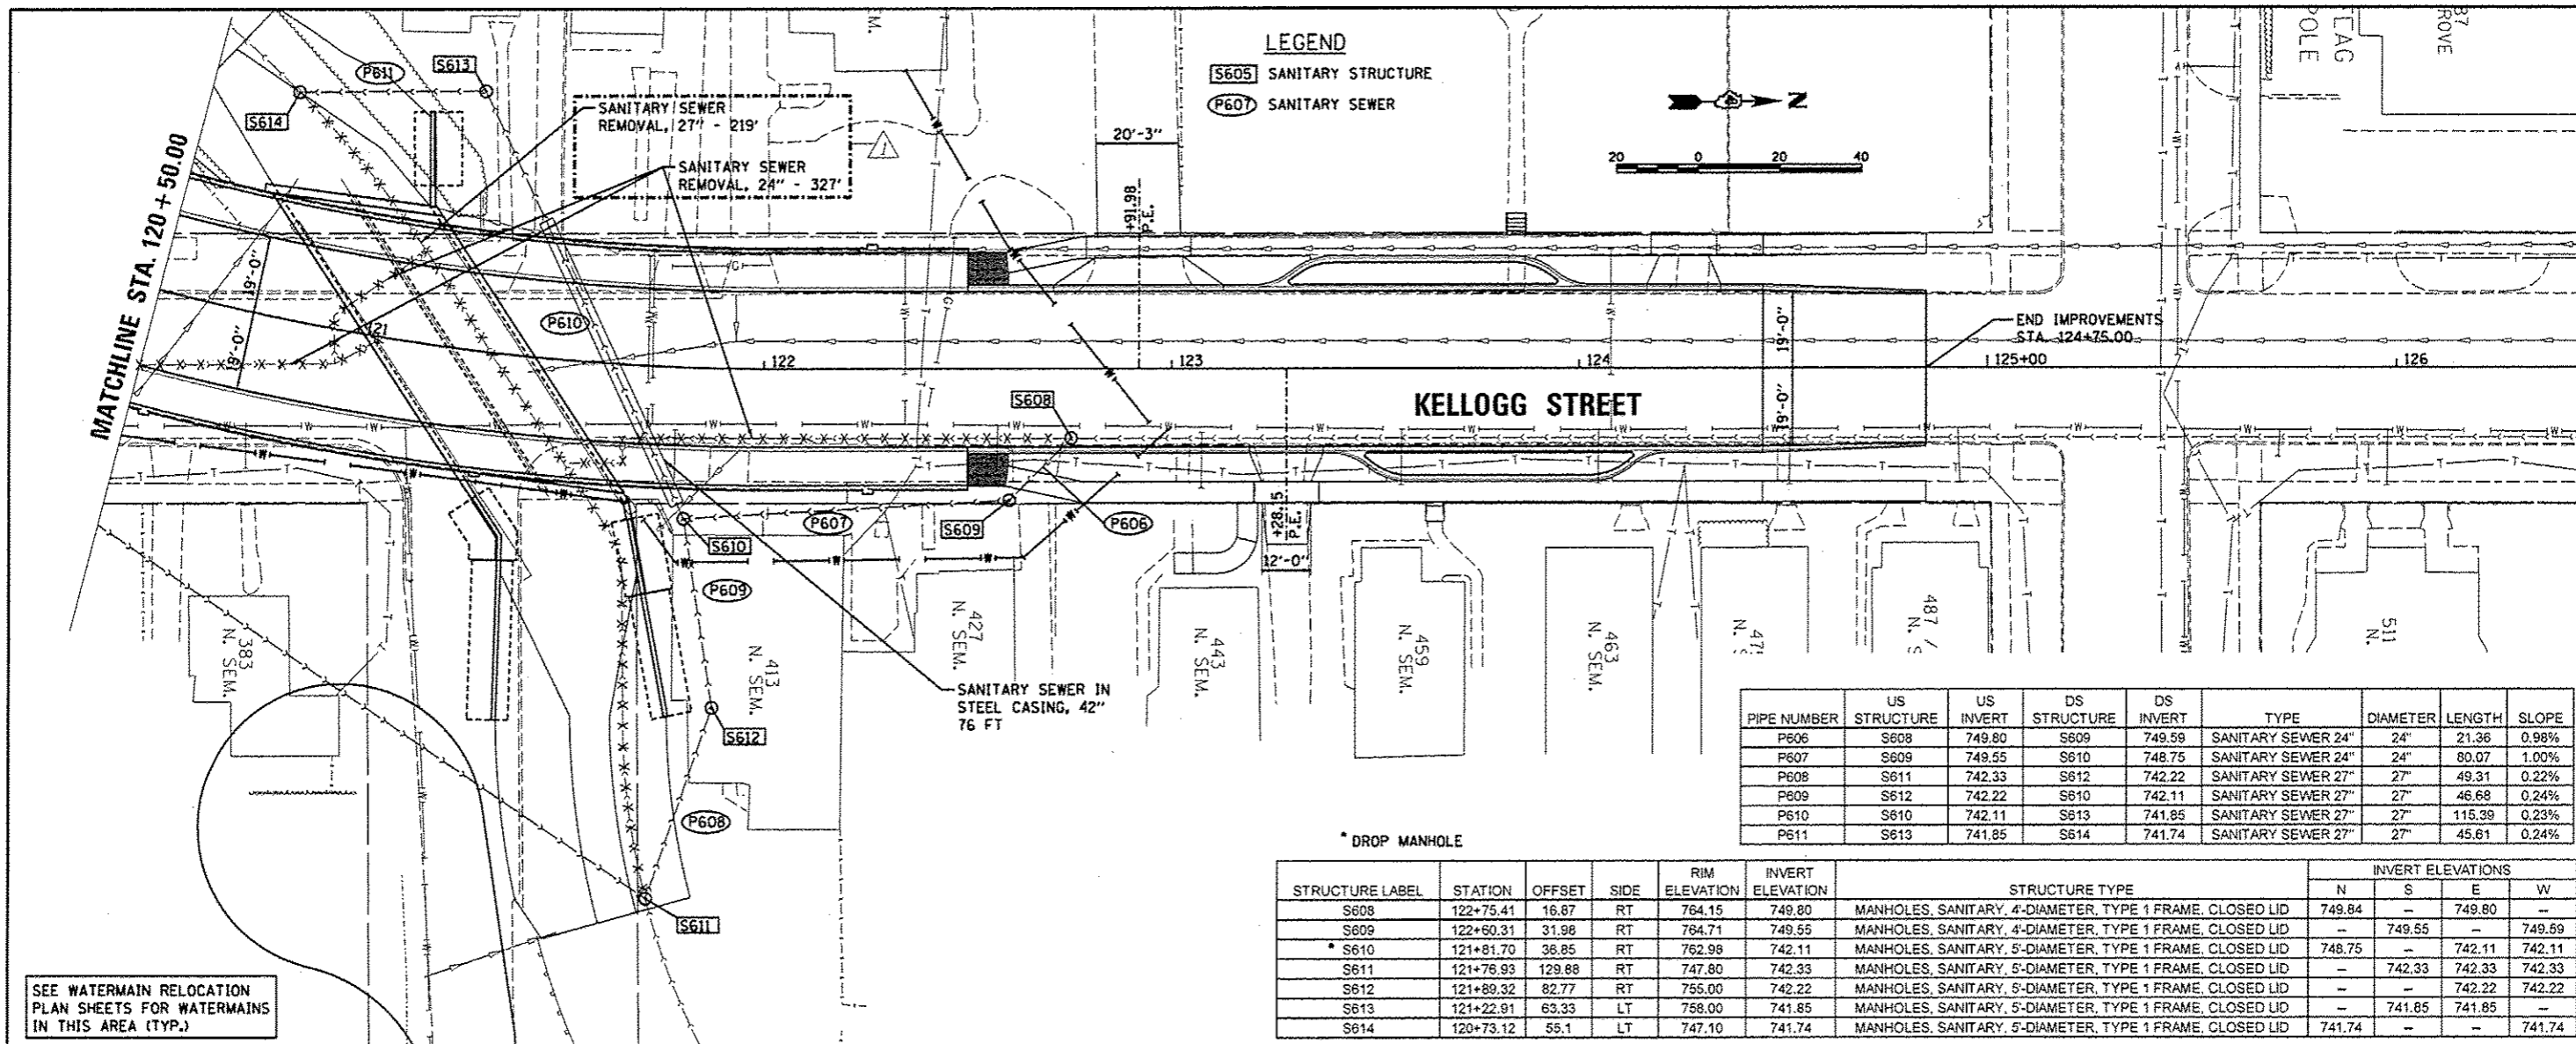 LEGEND
S605 SANITARY STRUCTURE
P607 SANITARY SEWER
N
20 0 20 40
MATCHLINE STA. 120+50.00
P611
S613
S614
SANITARY SEWER
REMOVAL, 27" - 219'
SANITARY SEWER
REMOVAL, 24" - 327'
1
20'-3"
+91.98
P.E.
87
ROVE
FLAG
POLE
19'-0"
19'-0"
P610
121
122
123
124
125+00
126
19'-0"
19'-0"
END IMPROVEMENTS
STA. 124+75.00
KELLOGG STREET
S608
S609
P607
P606
S610
P609
+28.15
P.E.
12'-0"
383
N. SEM.
413
N. SEM.
427
N. SEM.
443
N. SEM.
459
N. SEM.
463
N. SEM.
487
N.
511
N.
SANITARY SEWER IN
STEEL CASING, 42"
76 FT
S612
P608
S611
SEE WATERMAIN RELOCATION
PLAN SHEETS FOR WATERMAINS
IN THIS AREA (TYP.)
PIPE NUMBER US STRUCTURE US INVERT DS STRUCTURE DS INVERT TYPE DIAMETER LENGTH SLOPE
P606 S608 749.80 S609 749.59 SANITARY SEWER 24" 24" 21.36 0.98%
P607 S609 749.55 S610 748.75 SANITARY SEWER 24" 24" 80.07 1.00%
P608 S611 742.33 S612 742.22 SANITARY SEWER 27" 27" 49.31 0.22%
P609 S612 742.22 S610 742.11 SANITARY SEWER 27" 27" 46.68 0.24%
P610 S610 742.11 S613 741.85 SANITARY SEWER 27" 27" 115.39 0.23%
P611 S613 741.85 S614 741.74 SANITARY SEWER 27" 27" 45.61 0.24%
* DROP MANHOLE
STRUCTURE LABEL STATION OFFSET SIDE RIM ELEVATION INVERT ELEVATION STRUCTURE TYPE INVERT ELEVATIONS N S E W
S608 122+75.41 16.87 RT 764.15 749.80 MANHOLES, SANITARY, 4'-DIAMETER, TYPE 1 FRAME, CLOSED LID 749.84 – 749.80 –
S609 122+60.31 31.98 RT 764.71 749.55 MANHOLES, SANITARY, 4'-DIAMETER, TYPE 1 FRAME, CLOSED LID – 749.55 – 749.59
* S610 121+81.70 36.85 RT 762.98 742.11 MANHOLES, SANITARY, 5'-DIAMETER, TYPE 1 FRAME, CLOSED LID 748.75 – 742.11 742.11
S611 121+76.93 129.88 RT 747.80 742.33 MANHOLES, SANITARY, 5'-DIAMETER, TYPE 1 FRAME, CLOSED LID – 742.33 742.33 742.33
S612 121+89.32 82.77 RT 755.00 742.22 MANHOLES, SANITARY, 5'-DIAMETER, TYPE 1 FRAME, CLOSED LID – – 742.22 742.22
S613 121+22.91 63.33 LT 758.00 741.85 MANHOLES, SANITARY, 5'-DIAMETER, TYPE 1 FRAME, CLOSED LID – 741.85 741.85 –
S614 120+73.12 55.1 LT 747.10 741.74 MANHOLES, SANITARY, 5'-DIAMETER, TYPE 1 FRAME, CLOSED LID 741.74 – – 741.74